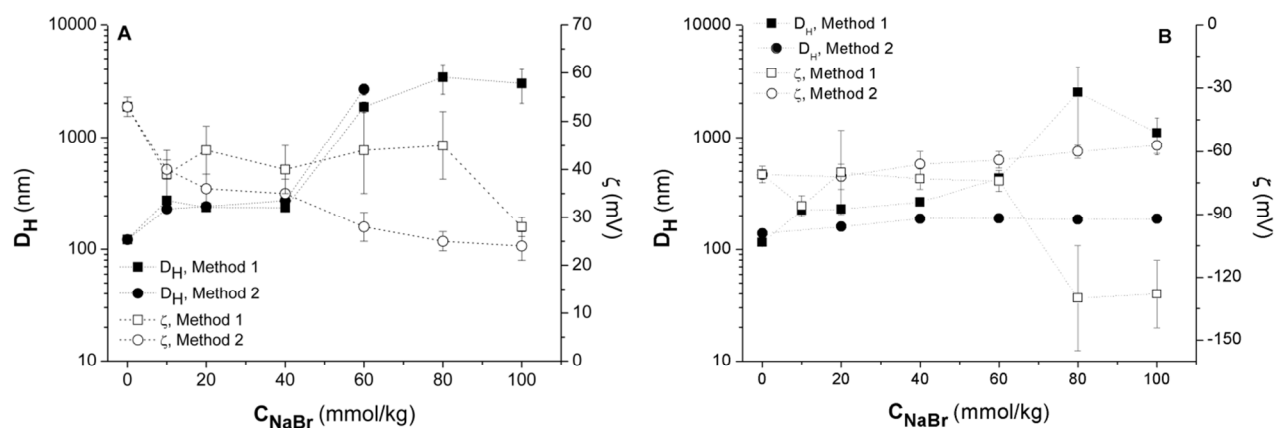 A
10000
1000
100
10
D_H (nm)
70
60
50
40
30
20
10
0
ζ (mV)
D_H, Method 1
D_H, Method 2
ζ, Method 1
ζ, Method 2
0 20 40 60 80 100
C_NaBr (mmol/kg)
B
10000
1000
100
10
D_H (nm)
0
-30
-60
-90
-120
-150
ζ (mV)
D_H, Method 1
D_H, Method 2
ζ, Method 1
ζ, Method 2
0 20 40 60 80 100
C_NaBr (mmol/kg)